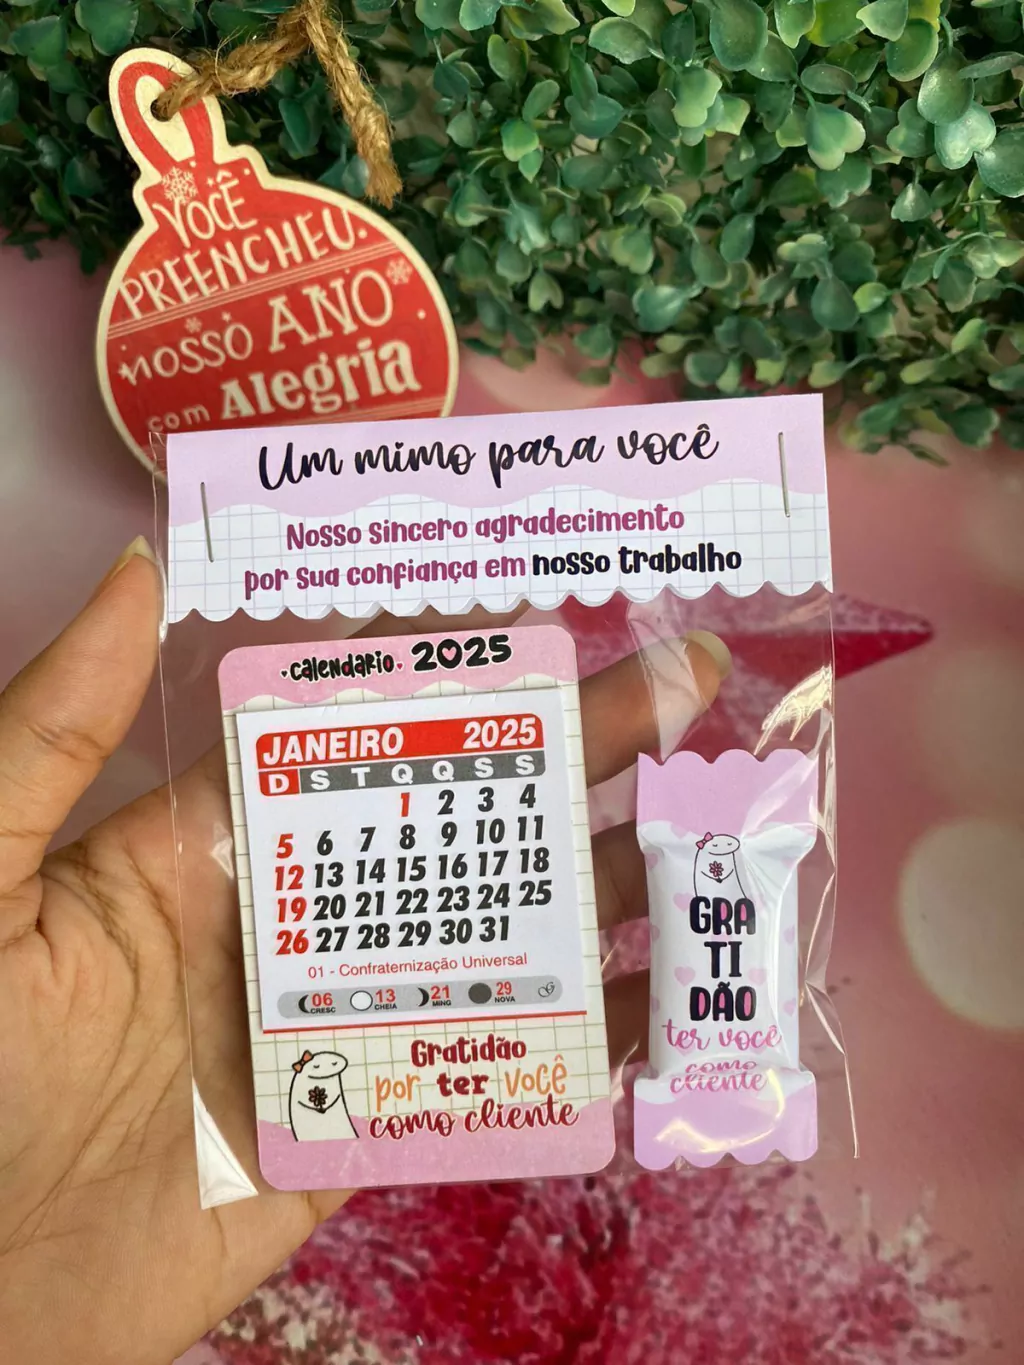 VOCÊ
PREENCHEU.
NOSSO ANO
com Alegria
Um mimo para você
Nosso sincero agradecimento
por sua confiança em nosso trabalho
CALENDARIO 2025
JANEIRO 2025
D S T Q Q S S
1 2 3 4
5 6 7 8 9 10 11
12 13 14 15 16 17 18
19 20 21 22 23 24 25
26 27 28 29 30 31
01 - Confraternização Universal
06 CRESC 13 CHEIA 21 MING 29 NOVA G
Gratidão
por ter você
como cliente
GRA
TI
DÃO
ter você
como
cliente